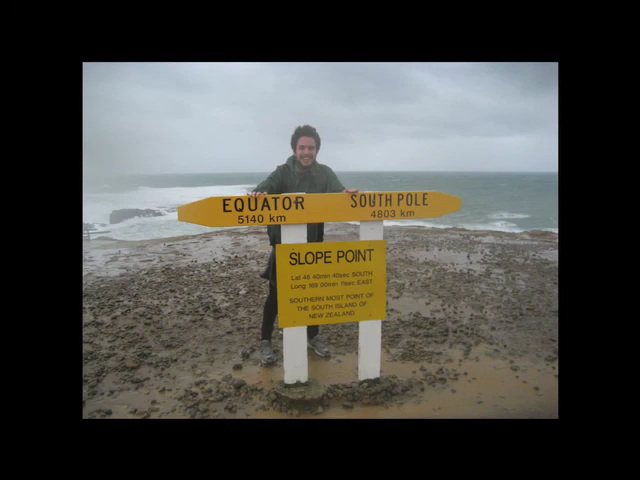 EQUATOR
5140 km
SOUTH POLE
4803 km
SLOPE POINT
Lat 46 40min 40sec SOUTH
Long 169 00min 11sec EAST
SOUTHERN MOST POINT OF
THE SOUTH ISLAND OF
NEW ZEALAND